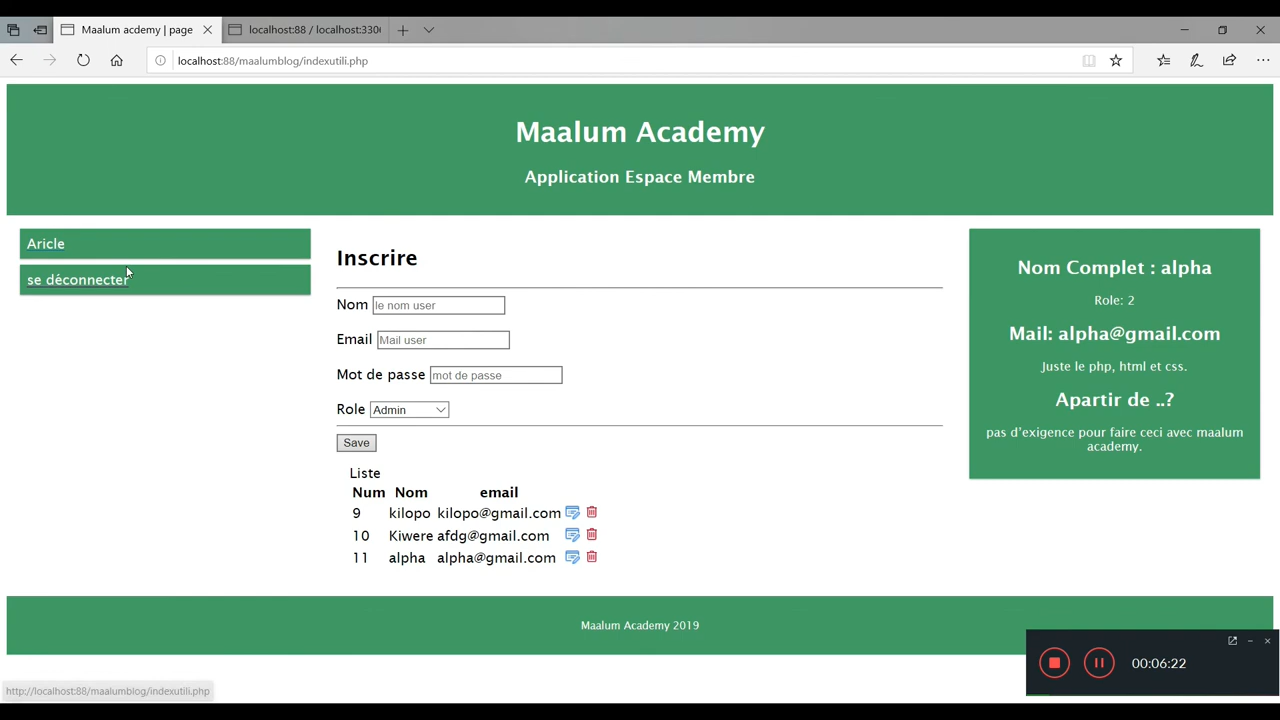 Maalum acdemy | page
localhost:88 / localhost:3306
localhost:88/maalumblog/indexutili.php
Maalum Academy
Application Espace Membre
Aricle
se déconnecter
Inscrire
Nom le nom user
Email Mail user
Mot de passe mot de passe
Role Admin
Save
Liste
Num Nom email
9 kilopo kilopo@gmail.com
10 Kiwere afdg@gmail.com
11 alpha alpha@gmail.com
Nom Complet : alpha
Role: 2
Mail: alpha@gmail.com
Juste le php, html et css.
Apartir de ..?
pas d’exigence pour faire ceci avec maalum
academy.
Maalum Academy 2019
00:06:22
http://localhost:88/maalumblog/indexutili.php